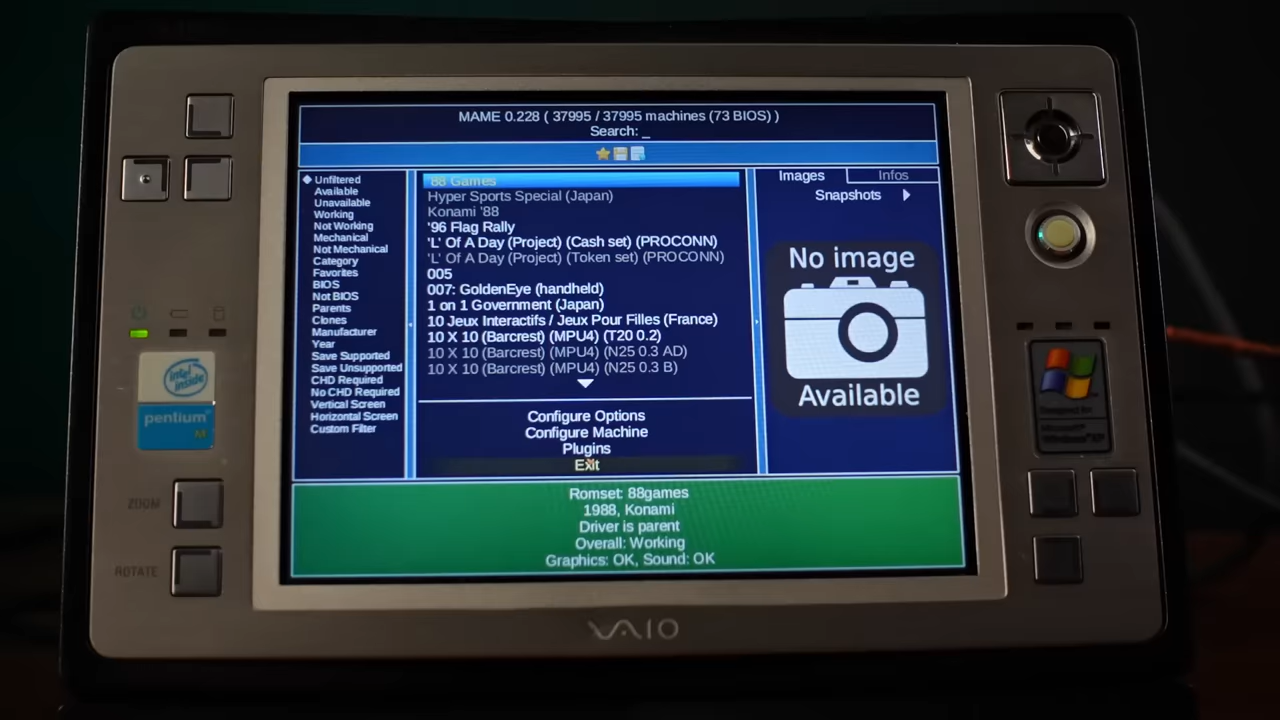 MAME 0.228 ( 37995 / 37995 machines (73 BIOS) )
Search: _
Unfiltered
Available
Unavailable
Working
Not Working
Mechanical
Not Mechanical
Category
Favorites
BIOS
Not BIOS
Parents
Clones
Manufacturer
Year
Save Supported
Save Unsupported
CHD Required
No CHD Required
Vertical Screen
Horizontal Screen
Custom Filter
'88 Games
Hyper Sports Special (Japan)
Konami '88
'96 Flag Rally
'L' Of A Day (Project) (Cash set) (PROCONN)
'L' Of A Day (Project) (Token set) (PROCONN)
005
007: GoldenEye (handheld)
1 on 1 Government (Japan)
10 Jeux Interactifs / Jeux Pour Filles (France)
10 X 10 (Barcrest) (MPU4) (T20 0.2)
10 X 10 (Barcrest) (MPU4) (N25 0.3 AD)
10 X 10 (Barcrest) (MPU4) (N25 0.3 B)
Configure Options
Configure Machine
Plugins
Exit
Images
Infos
Snapshots
No image
Available
Romset: 88games
1988, Konami
Driver is parent
Overall: Working
Graphics: OK, Sound: OK
intel
inside
pentium
M
ZOOM
ROTATE
Designed for
Microsoft
Windows XP
VAIO